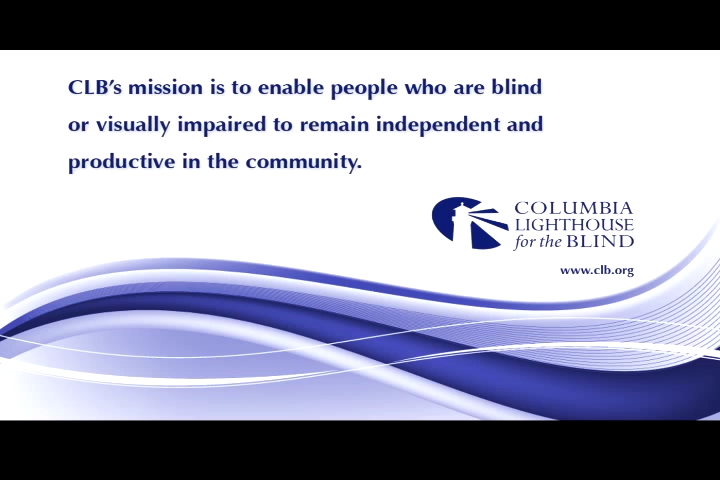 CLB’s mission is to enable people who are blind
or visually impaired to remain independent and
productive in the community.
COLUMBIA
LIGHTHOUSE
for the BLIND
www.clb.org